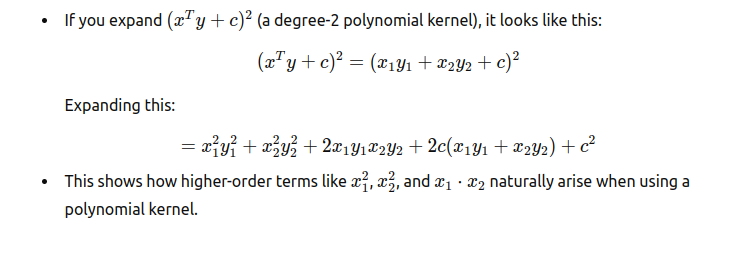 • If you expand $(x^T y + c)^2$ (a degree-2 polynomial kernel), it looks like this:
$(x^T y + c)^2 = (x_1 y_1 + x_2 y_2 + c)^2$
Expanding this:
$= x_1^2 y_1^2 + x_2^2 y_2^2 + 2x_1 y_1 x_2 y_2 + 2c(x_1 y_1 + x_2 y_2) + c^2$
• This shows how higher-order terms like $x_1^2$, $x_2^2$, and $x_1 \cdot x_2$ naturally arise when using a
polynomial kernel.